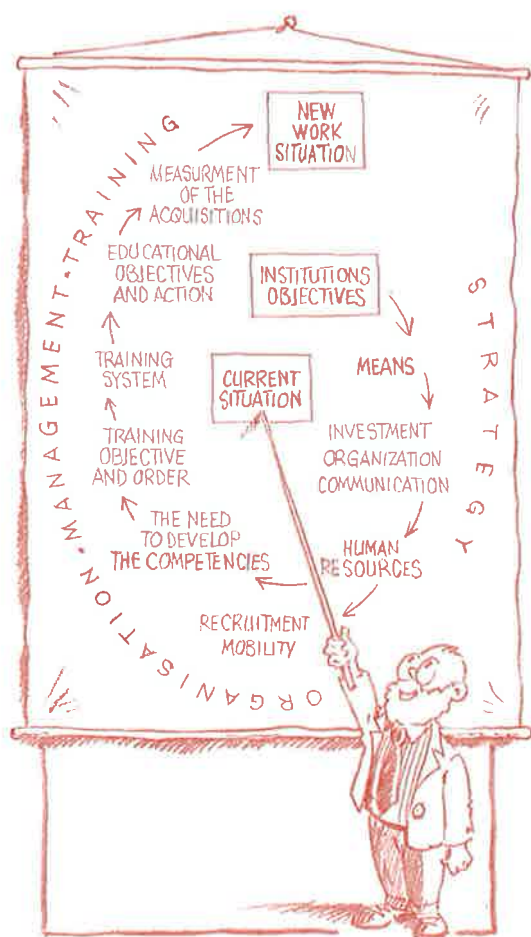 NEW
WORK
SITUATION
MEASURMENT
OF THE
ACQUISITIONS
EDUCATIONAL
OBJECTIVES
AND ACTION
INSTITUTIONS
OBJECTIVES
TRAINING
SYSTEM
CURRENT
SITUATION
MEANS
TRAINING
OBJECTIVE
AND ORDER
INVESTMENT
ORGANIZATION
COMMUNICATION
THE NEED
TO DEVELOP
THE COMPETENCIES
HUMAN
RESOURCES
RECRUITMENT
MOBILITY
ORGANISATION • MANAGEMENT • TRAINING
STRATEGY